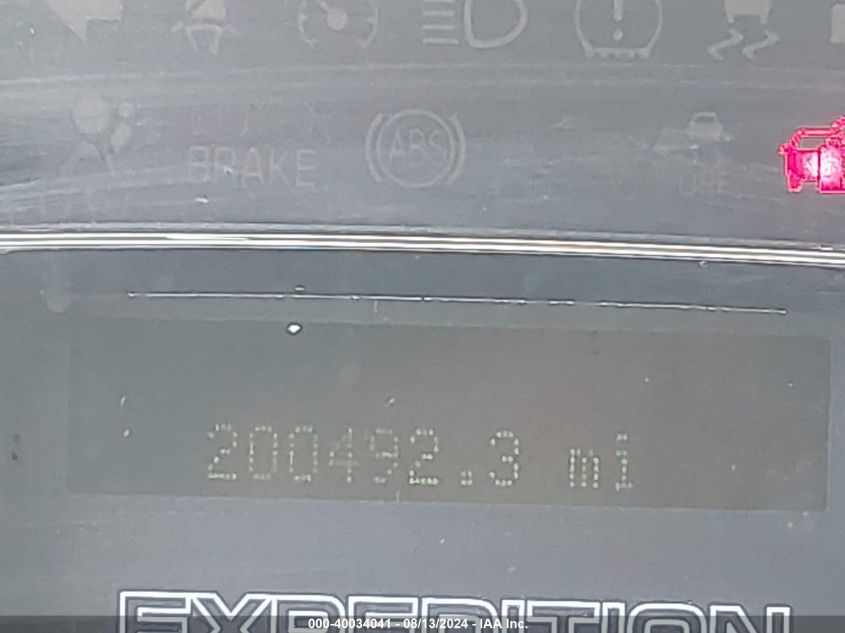 ABS
BRAKE
200492.3 mi
EXPEDITION
000-40034041 - 08/13/2024 - IAA Inc.